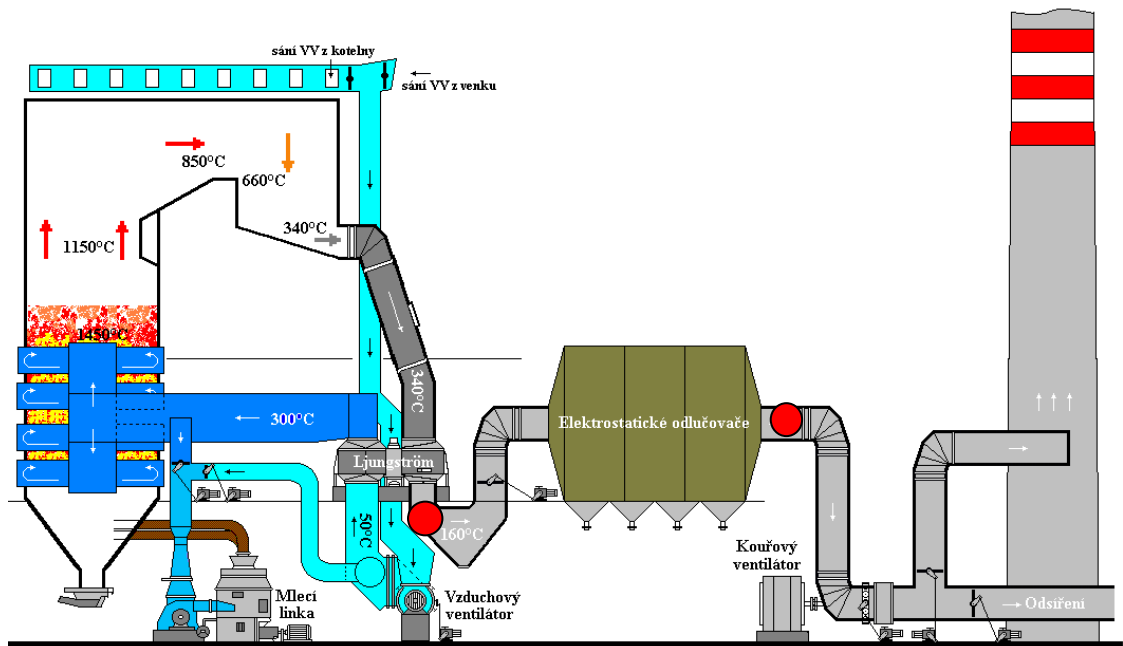 sání VV z kotelny
sání VV z venku
850°C
660°C
340°C
1150°C
1450°C
340°C
300°C
Elektrostatické odlučovače
Ljungström
50°C
160°C
Kouřový
ventilátor
Mlecí
linka
Vzduchový
ventilátor
Odsíření